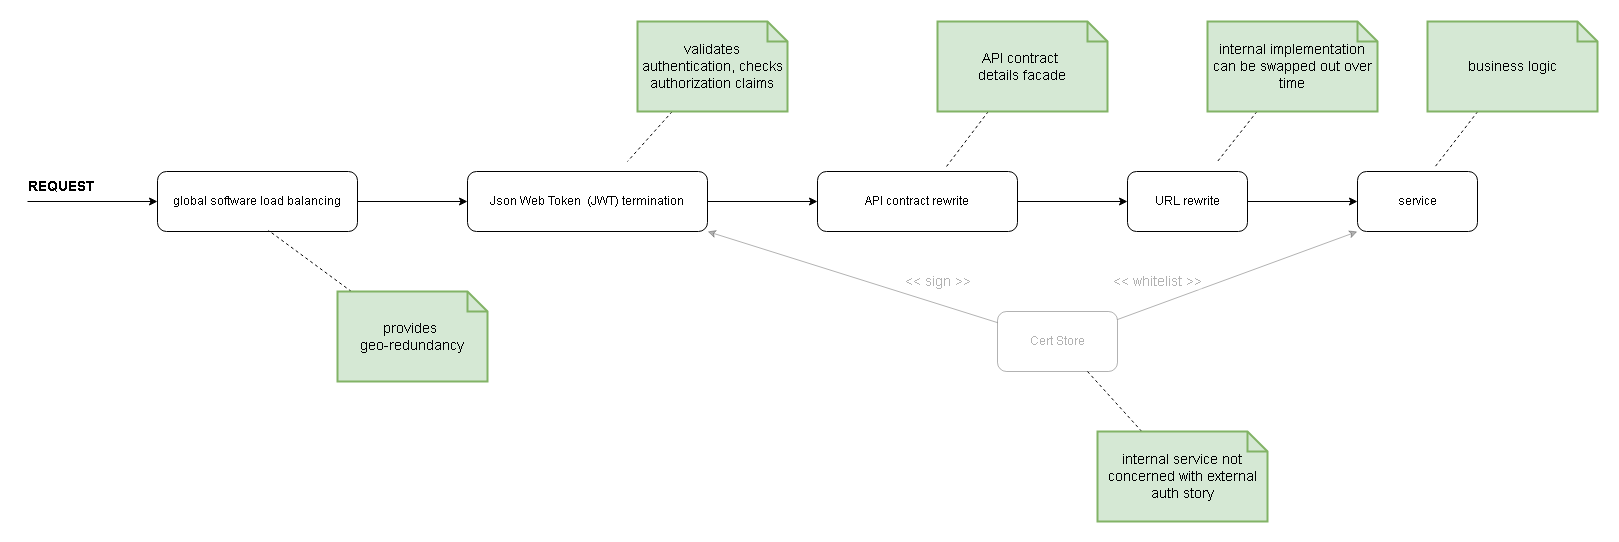 validates
authentication, checks
authorization claims
API contract
details facade
internal implementation
can be swapped out over
time
business logic
REQUEST
global software load balancing
Json Web Token  (JWT) termination
API contract rewrite
URL rewrite
service
<< sign >>
<< whitelist >>
provides
geo-redundancy
Cert Store
internal service not
concerned with external
auth story